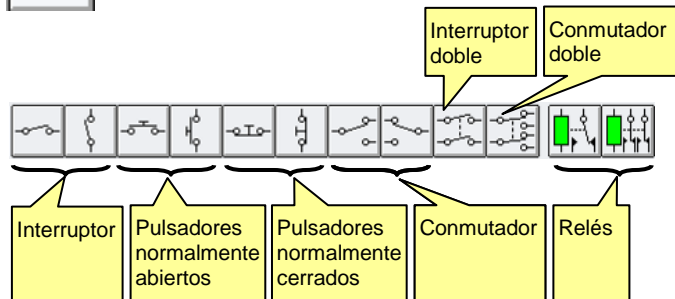 Interruptor
doble
Conmutador
doble
Interruptor
Pulsadores
normalmente
abiertos
Pulsadores
normalmente
cerrados
Conmutador
Relés